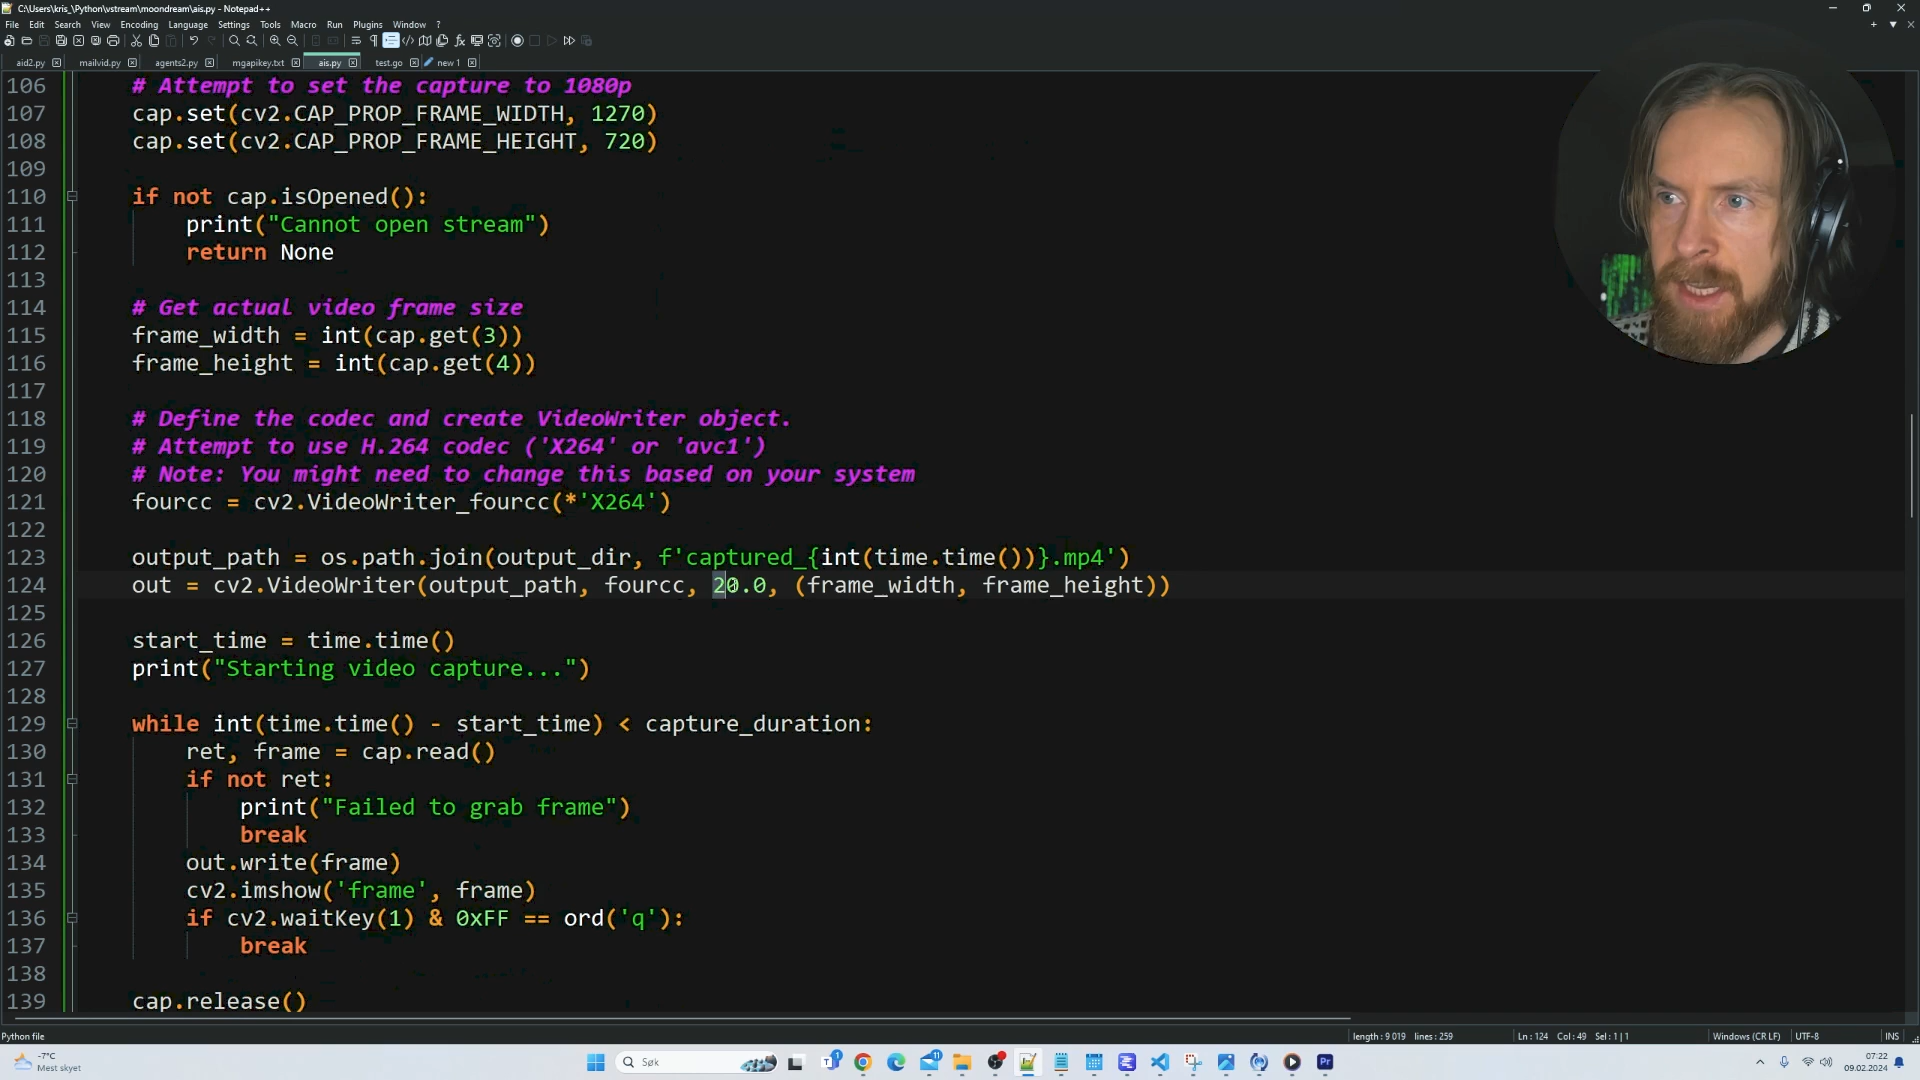 C:\Users\kris_\Python\vstream\moondream\ais.py - Notepad++
File Edit Search View Encoding Language Settings Tools Macro Run Plugins Window ?
aid2.py mailvid.py agents2.py mgapikey.txt ais.py test.go new 1
106 # Attempt to set the capture to 1080p
107 cap.set(cv2.CAP_PROP_FRAME_WIDTH, 1270)
108 cap.set(cv2.CAP_PROP_FRAME_HEIGHT, 720)
109
110 if not cap.isOpened():
111 print("Cannot open stream")
112 return None
113
114 # Get actual video frame size
115 frame_width = int(cap.get(3))
116 frame_height = int(cap.get(4))
117
118 # Define the codec and create VideoWriter object.
119 # Attempt to use H.264 codec ('X264' or 'avc1')
120 # Note: You might need to change this based on your system
121 fourcc = cv2.VideoWriter_fourcc(*'X264')
122
123 output_path = os.path.join(output_dir, f'captured_{int(time.time())}.mp4')
124 out = cv2.VideoWriter(output_path, fourcc, 20.0, (frame_width, frame_height))
125
126 start_time = time.time()
127 print("Starting video capture...")
128
129 while int(time.time() - start_time) < capture_duration:
130 ret, frame = cap.read()
131 if not ret:
132 print("Failed to grab frame")
133 break
134 out.write(frame)
135 cv2.imshow('frame', frame)
136 if cv2.waitKey(1) & 0xFF == ord('q'):
137 break
138
139 cap.release()
Python file length : 9 019 lines : 259 Ln : 124 Col : 49 Sel : 1 | 1 Windows (CR LF) UTF-8 INS
-7°C
Mest skyet
Søk
07:22
09.02.2024